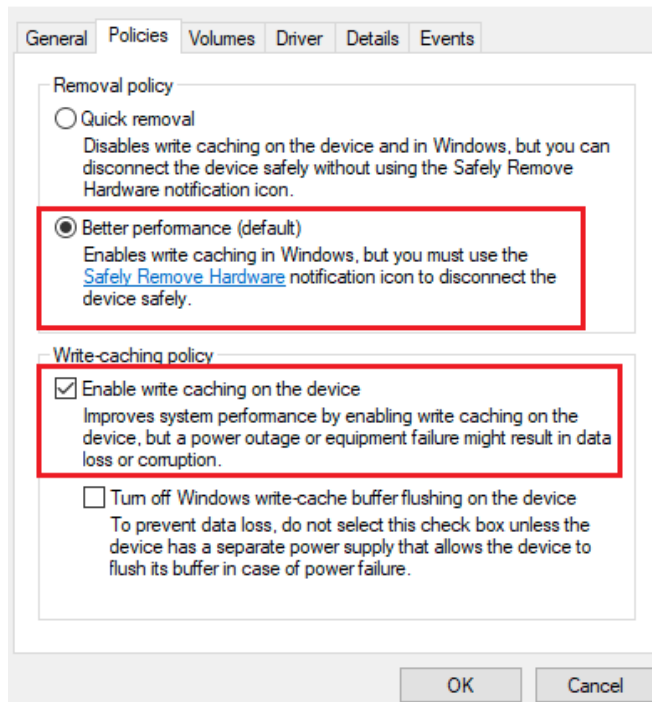 General Policies Volumes Driver Details Events
Removal policy
Quick removal
Disables write caching on the device and in Windows, but you can
disconnect the device safely without using the Safely Remove
Hardware notification icon.
Better performance (default)
Enables write caching in Windows, but you must use the
Safely Remove Hardware notification icon to disconnect the
device safely.
Write-caching policy
Enable write caching on the device
Improves system performance by enabling write caching on the
device, but a power outage or equipment failure might result in data
loss or corruption.
Turn off Windows write-cache buffer flushing on the device
To prevent data loss, do not select this check box unless the
device has a separate power supply that allows the device to
flush its buffer in case of power failure.
OK Cancel